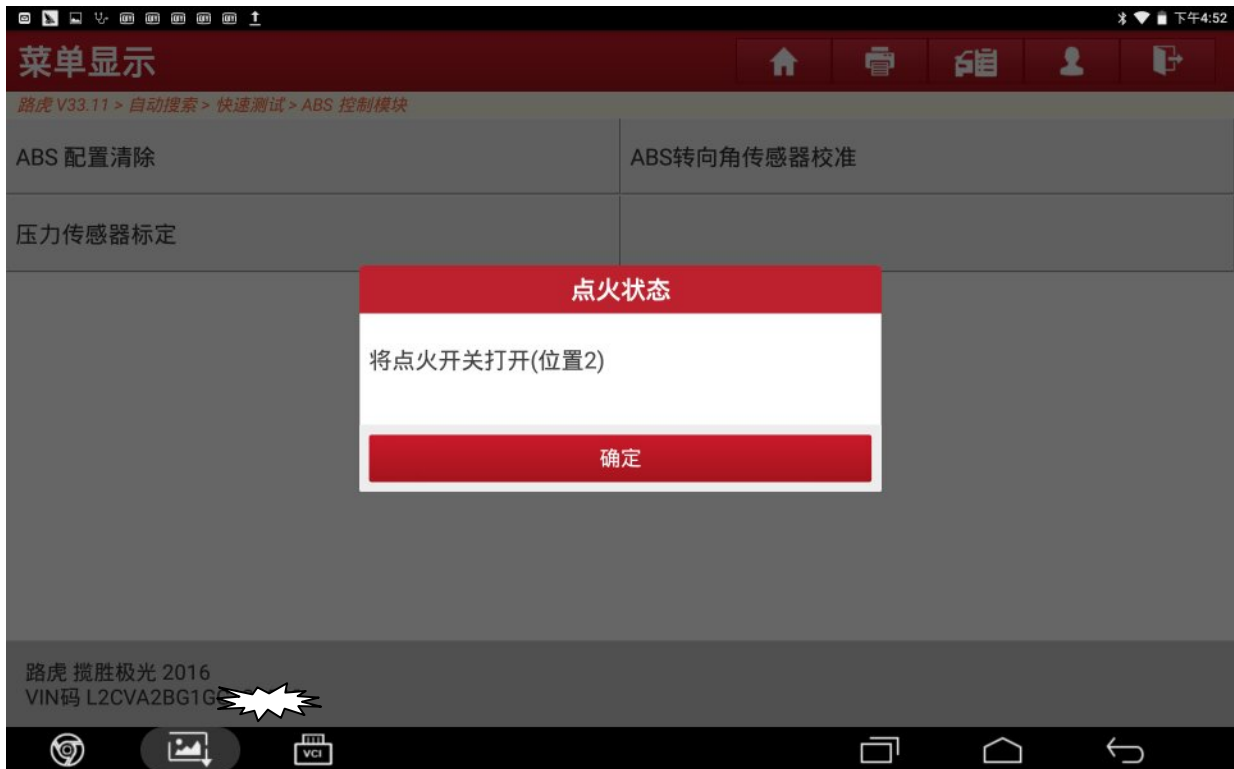 下午4:52
菜单显示
路虎 V33.11 > 自动搜索 > 快速测试 > ABS 控制模块
ABS 配置清除
ABS转向角传感器校准
压力传感器标定
点火状态
将点火开关打开(位置2)
确定
路虎 揽胜极光 2016
VIN码 L2CVA2BG1G
VCI